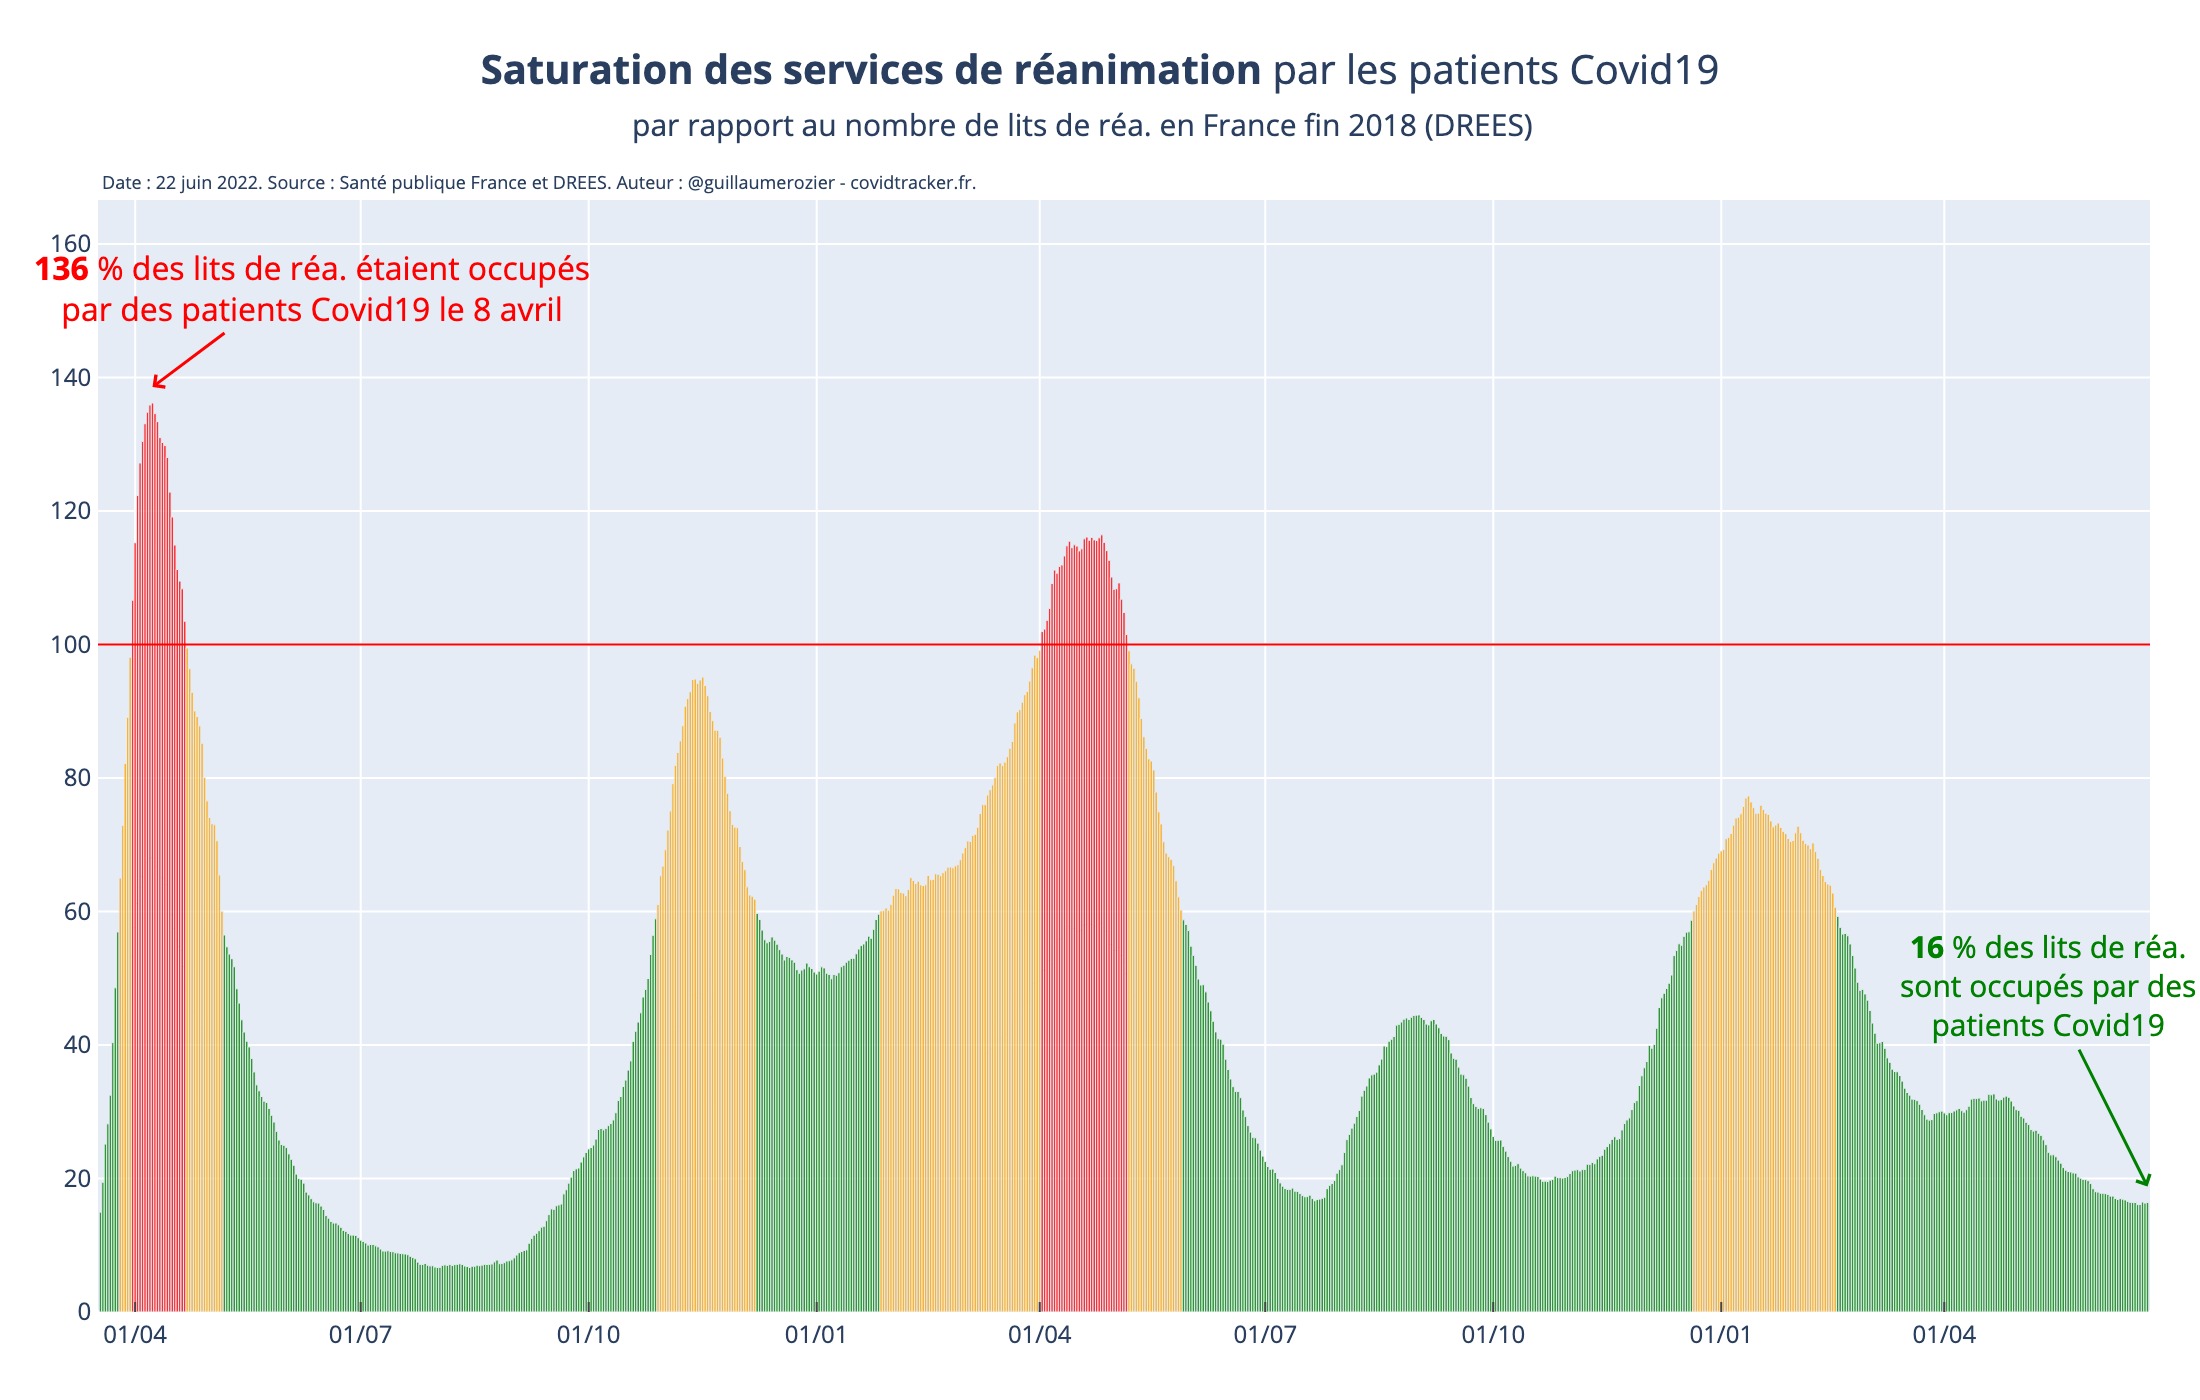 Saturation des services de réanimation par les patients Covid19
par rapport au nombre de lits de réa. en France fin 2018 (DREES)
Date : 22 juin 2022. Source : Santé publique France et DREES. Auteur : @guillaumerozier - covidtracker.fr.
160
136 % des lits de réa. étaient occupés
par des patients Covid19 le 8 avril
140
120
100
80
60
16 % des lits de réa.
sont occupés par des
patients Covid19
40
20
0
01/04 01/07 01/10 01/01 01/04 01/07 01/10 01/01 01/04